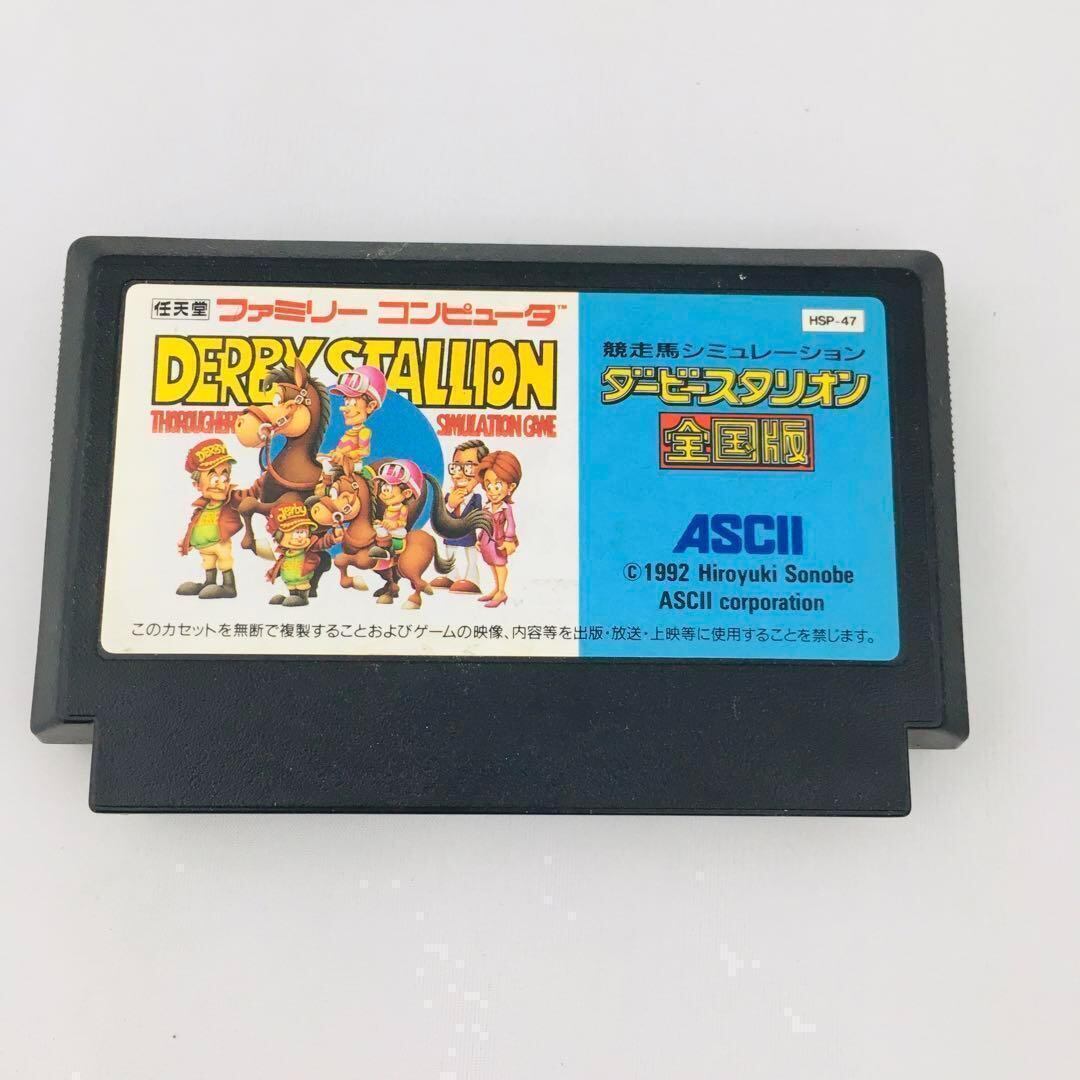 任天堂 ファミリー コンピュータ™
DERBY STALLION
THOROUGHBR
SIMULATION GAME
DERBY
derby
HSP-47
競走馬シミュレーション
ダービースタリオン
全国版
ASCII
©1992 Hiroyuki Sonobe
ASCII corporation
このカセットを無断で複製することおよびゲームの映像、内容等を出版・放送・上映等に使用することを禁じます。